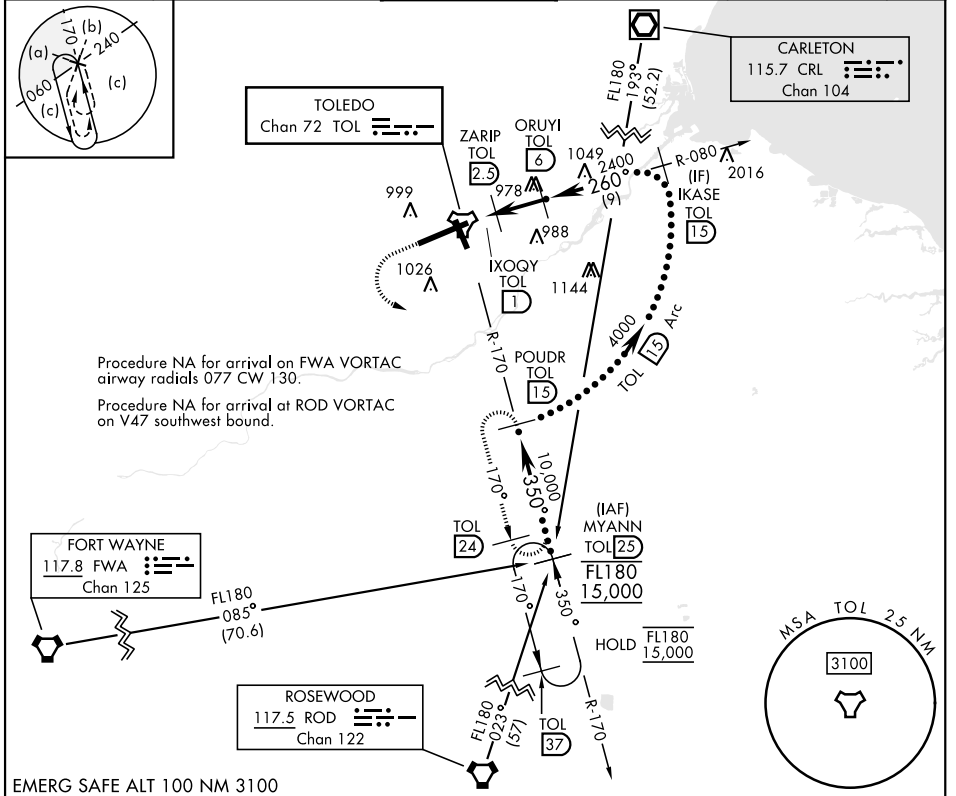 170
(b)
(a)
240
060
(c)
(c)
CARLETON
115.7 CRL
Chan 104
FL180
193°
(52.2)
TOLEDO
Chan 72 TOL
ZARIP
TOL
2.5
ORUYI
TOL
6
1049
2400
260°
(9)
R-080
(IF)
IKASE
TOL
15
2016
978
999
988
1026
IXOQY
TOL
1
1144
R-170
4000
TOL 15 Arc
POUDR
TOL
15
Procedure NA for arrival on FWA VORTAC
airway radials 077 CW 130.
Procedure NA for arrival at ROD VORTAC
on V47 southwest bound.
10,000
350°
170°
TOL
24
(IAF)
MYANN
TOL 25
FL180
15,000
FORT WAYNE
117.8 FWA
Chan 125
FL180
085°
(70.6)
170°
350°
HOLD FL180
15,000
MSA TOL 25 NM
3100
ROSEWOOD
117.5 ROD
Chan 122
FL180
023°
(57)
TOL
37
R-170
EMERG SAFE ALT 100 NM 3100